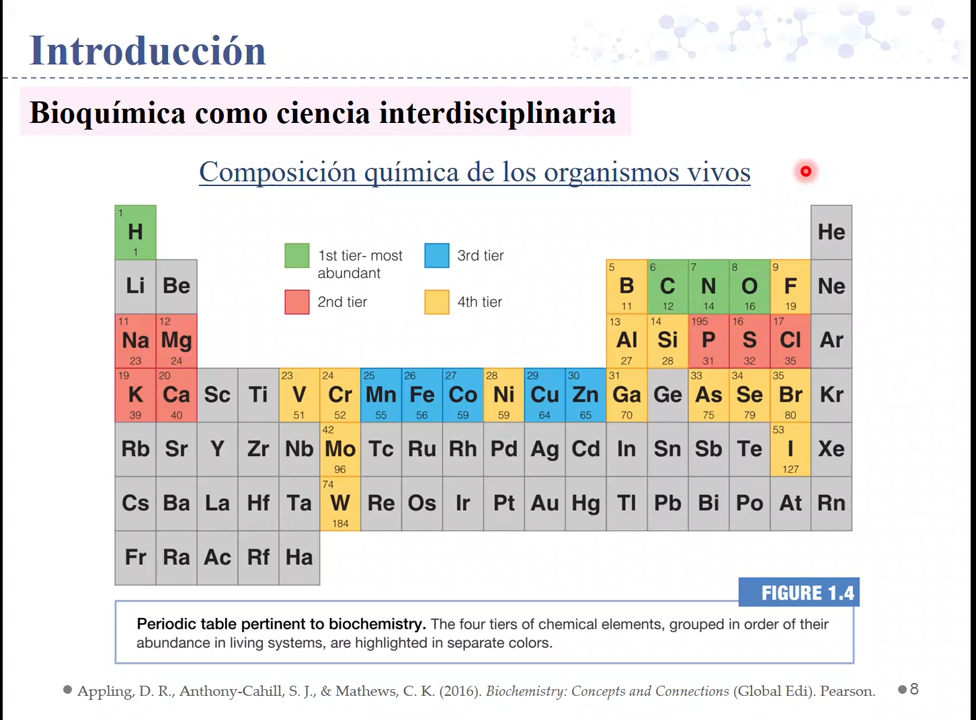 Introducción
Bioquímica como ciencia interdisciplinaria
Composición química de los organismos vivos
1st tier- most abundant
3rd tier
2nd tier
4th tier
1 H 1
He
Li Be
5 B 11 6 C 12 7 N 14 8 O 16 9 F 19 Ne
11 Na 23 12 Mg 24
13 Al 27 14 Si 28 195 P 31 16 S 32 17 Cl 35 Ar
19 K 39 20 Ca 40 Sc Ti 23 V 51 24 Cr 52 25 Mn 55 26 Fe 56 27 Co 59 28 Ni 59 29 Cu 64 30 Zn 65 31 Ga 70 Ge 33 As 75 34 Se 79 35 Br 80 Kr
Rb Sr Y Zr Nb 42 Mo 96 Tc Ru Rh Pd Ag Cd In Sn Sb Te 53 I 127 Xe
Cs Ba La Hf Ta 74 W 184 Re Os Ir Pt Au Hg Tl Pb Bi Po At Rn
Fr Ra Ac Rf Ha
FIGURE 1.4
Periodic table pertinent to biochemistry. The four tiers of chemical elements, grouped in order of their
abundance in living systems, are highlighted in separate colors.
Appling, D. R., Anthony-Cahill, S. J., & Mathews, C. K. (2016). Biochemistry: Concepts and Connections (Global Edi). Pearson.
8